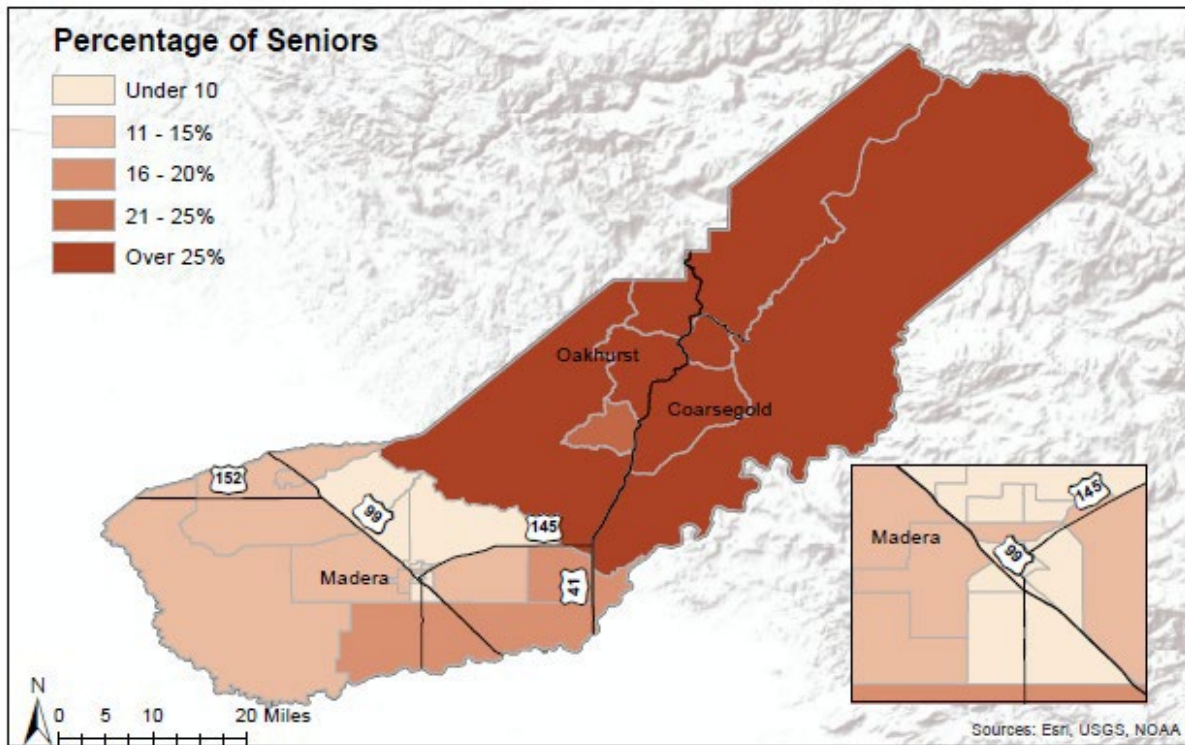 Percentage of Seniors
Under 10
11 - 15%
16 - 20%
21 - 25%
Over 25%
Oakhurst
Coarsegold
152
99
145
Madera
41
145
Madera
99
N
0 5 10 20 Miles
Sources: Esri, USGS, NOAA